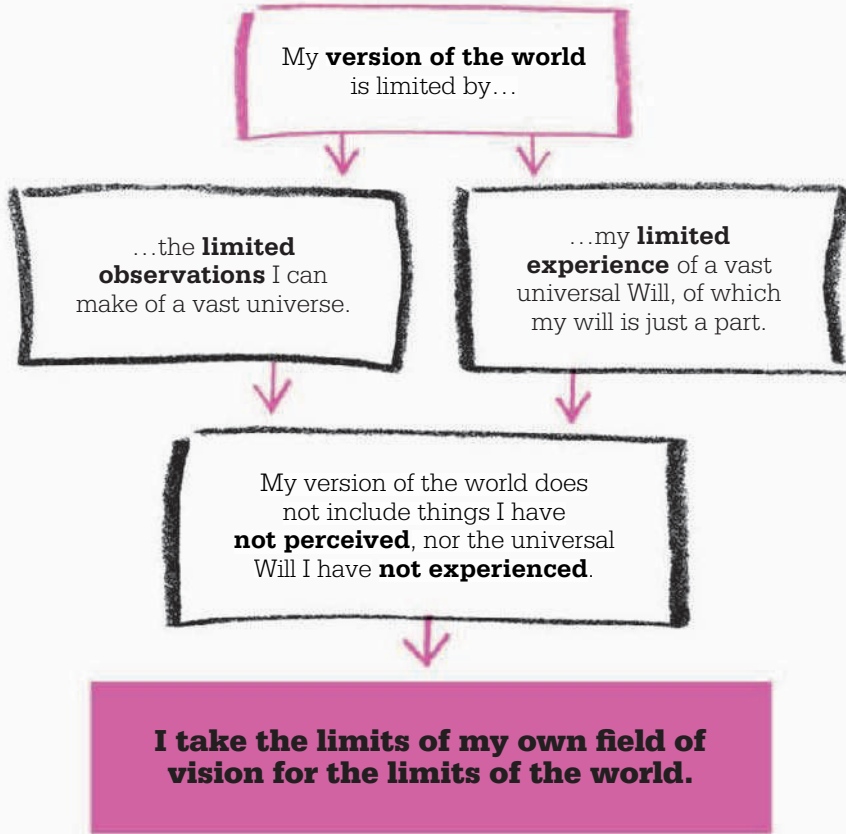 My version of the world
is limited by…
…the limited
observations I can
make of a vast universe.
…my limited
experience of a vast
universal Will, of which
my will is just a part.
My version of the world does
not include things I have
not perceived, nor the universal
Will I have not experienced.
I take the limits of my own field of
vision for the limits of the world.